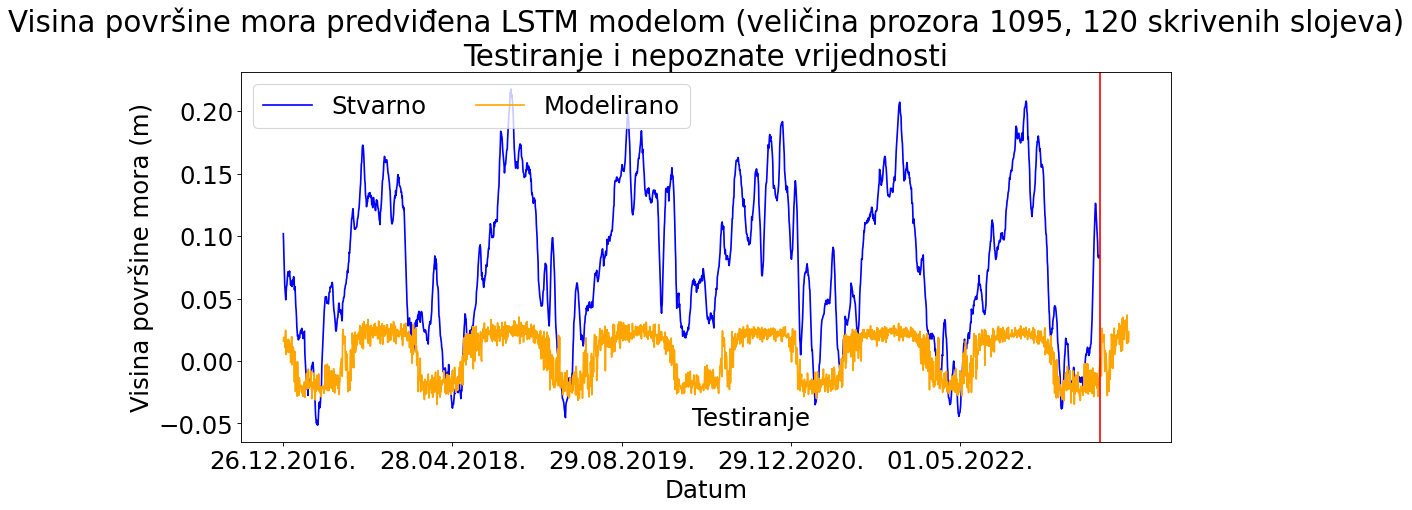 Visina površine mora predviđena LSTM modelom (veličina prozora 1095, 120 skrivenih slojeva)
Testiranje i nepoznate vrijednosti
Stvarno Modelirano
Visina površine mora (m)
0.20
0.15
0.10
0.05
0.00
−0.05
Testiranje
26.12.2016. 28.04.2018. 29.08.2019. 29.12.2020. 01.05.2022.
Datum